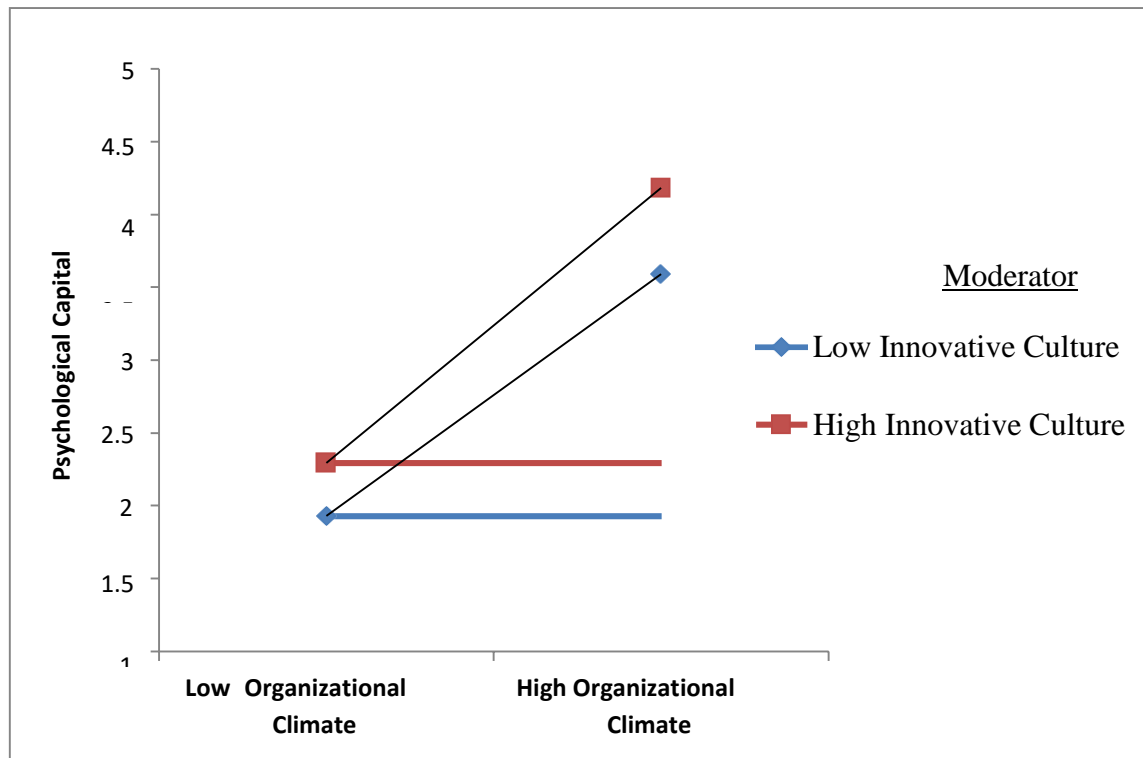 5
4.5
4
3
2.5
2
1.5
1
Psychological Capital
Low Organizational
Climate
High Organizational
Climate
Moderator
Low Innovative Culture
High Innovative Culture